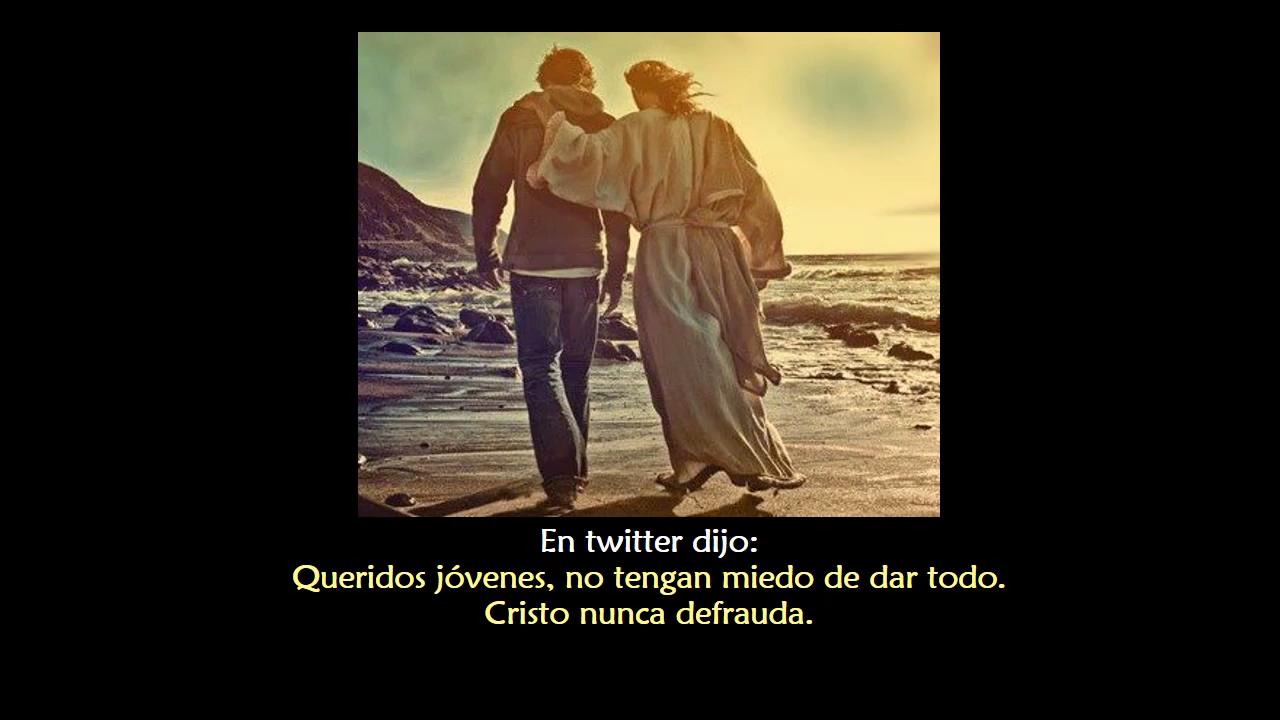 En twitter dijo:
Queridos jóvenes, no tengan miedo de dar todo.
Cristo nunca defrauda.